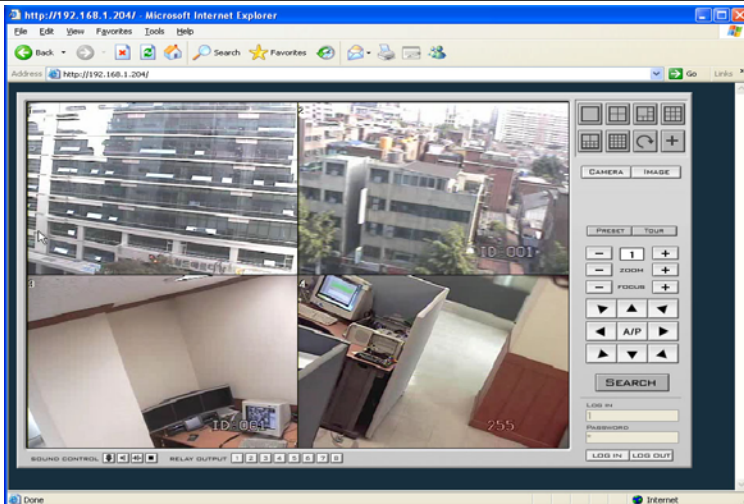 http://192.168.1.204/ - Microsoft Internet Explorer
File Edit View Favorites Tools Help
Back Search Favorites
Address http://192.168.1.204/ Go Links
1
2
ID-001
CAMERA IMAGE
PRESET TOUR
1
ZOOM
FOCUS
A/P
SEARCH
3
4
ID-001
255
LOG IN
1
PASSWORD
*
LOG IN LOG OUT
SOUND CONTROL RELAY OUTPUT 1 2 3 4 5 6 7 8
Done Internet